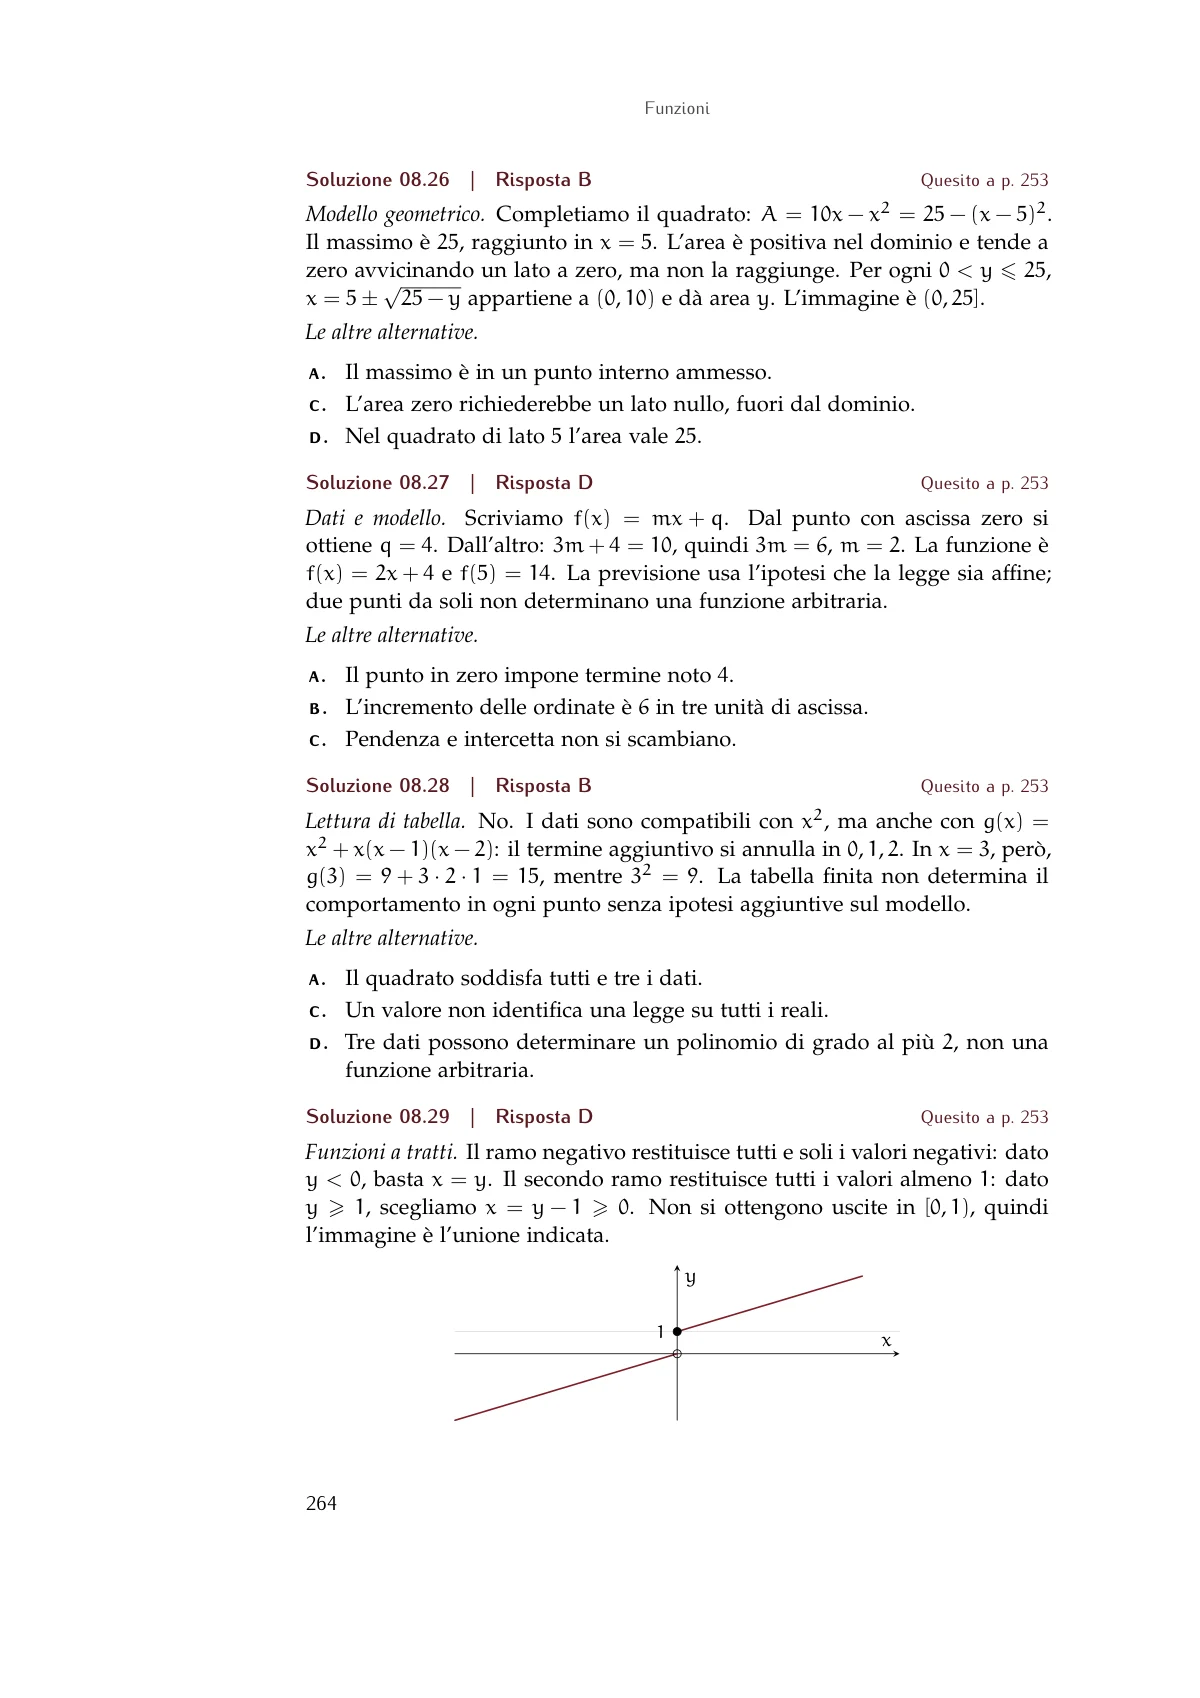 Funzioni
Soluzione 08.26 | Risposta B Quesito a p. 253
Modello geometrico. Completiamo il quadrato: A = 10x − x² = 25 − (x − 5)².
Il massimo è 25, raggiunto in x = 5. L'area è positiva nel dominio e tende a
zero avvicinando un lato a zero, ma non la raggiunge. Per ogni 0 < y ⩽ 25,
x = 5 ± √(25 − y) appartiene a (0, 10) e dà area y. L'immagine è (0, 25].
Le altre alternative.
A. Il massimo è in un punto interno ammesso.
C. L'area zero richiederebbe un lato nullo, fuori dal dominio.
D. Nel quadrato di lato 5 l'area vale 25.
Soluzione 08.27 | Risposta D Quesito a p. 253
Dati e modello. Scriviamo f(x) = mx + q. Dal punto con ascissa zero si
ottiene q = 4. Dall'altro: 3m + 4 = 10, quindi 3m = 6, m = 2. La funzione è
f(x) = 2x + 4 e f(5) = 14. La previsione usa l'ipotesi che la legge sia affine;
due punti da soli non determinano una funzione arbitraria.
Le altre alternative.
A. Il punto in zero impone termine noto 4.
B. L'incremento delle ordinate è 6 in tre unità di ascissa.
C. Pendenza e intercetta non si scambiano.
Soluzione 08.28 | Risposta B Quesito a p. 253
Lettura di tabella. No. I dati sono compatibili con x², ma anche con g(x) =
x² + x(x − 1)(x − 2): il termine aggiuntivo si annulla in 0, 1, 2. In x = 3, però,
g(3) = 9 + 3 · 2 · 1 = 15, mentre 3² = 9. La tabella finita non determina il
comportamento in ogni punto senza ipotesi aggiuntive sul modello.
Le altre alternative.
A. Il quadrato soddisfa tutti e tre i dati.
C. Un valore non identifica una legge su tutti i reali.
D. Tre dati possono determinare un polinomio di grado al più 2, non una
funzione arbitraria.
Soluzione 08.29 | Risposta D Quesito a p. 253
Funzioni a tratti. Il ramo negativo restituisce tutti e soli i valori negativi: dato
y < 0, basta x = y. Il secondo ramo restituisce tutti i valori almeno 1: dato
y ⩾ 1, scegliamo x = y − 1 ⩾ 0. Non si ottengono uscite in [0, 1), quindi
l'immagine è l'unione indicata.
y
1
x
264